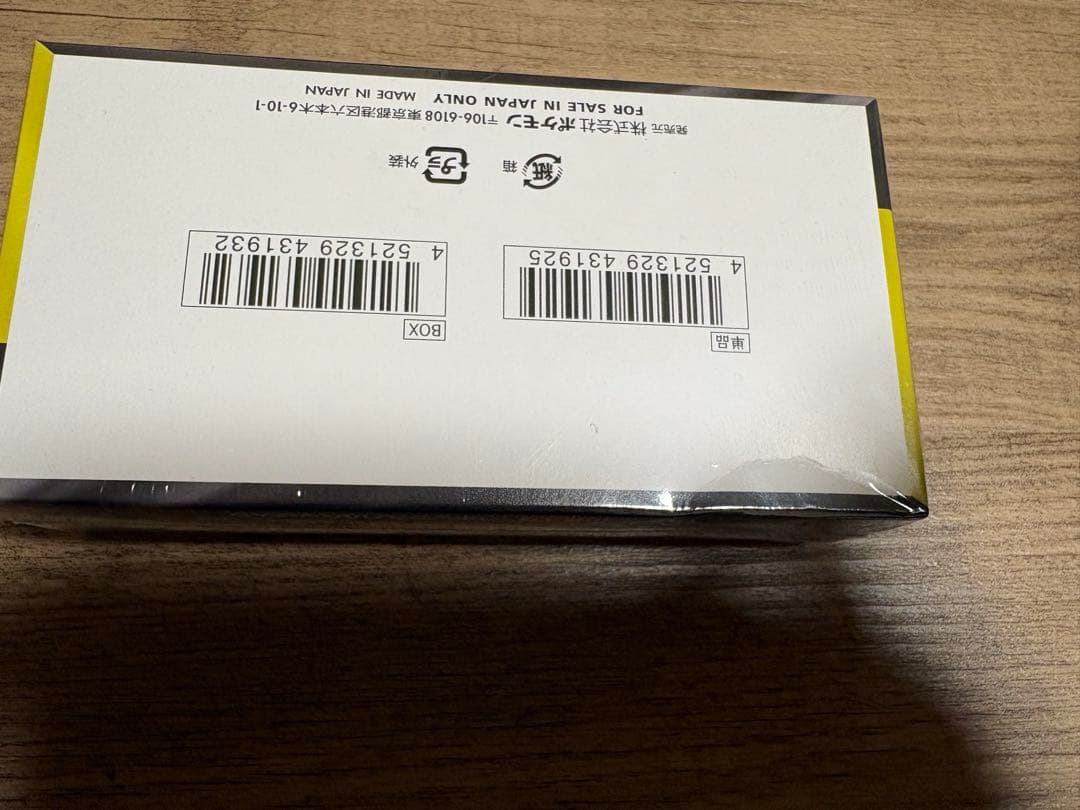 単品
BOX
4 521329 431925
4 521329 431932
紙 箱 プラ 外装
発売元 株式会社ポケモン 〒106-6108 東京都港区六本木6-10-1
FOR SALE IN JAPAN ONLY MADE IN JAPAN